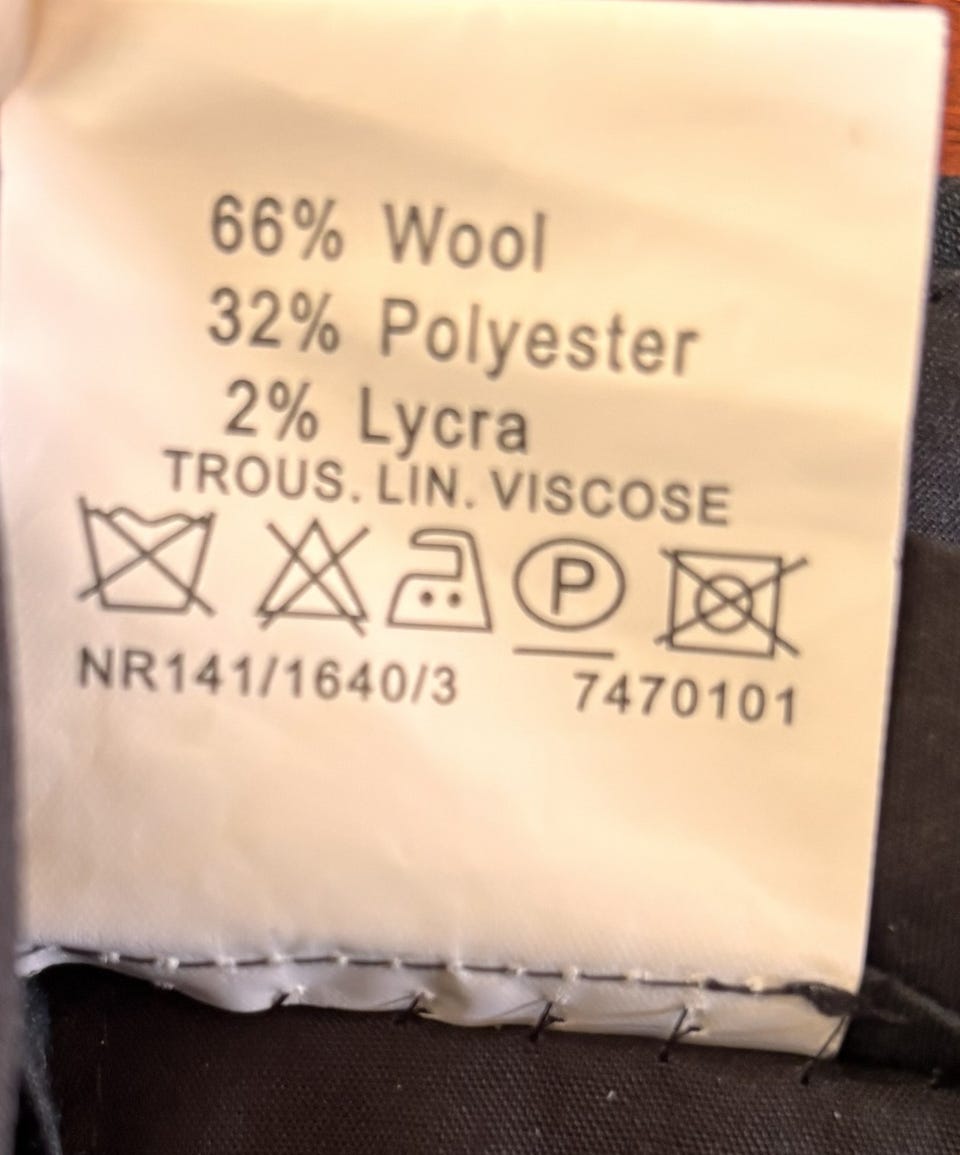 66% Wool
32% Polyester
2% Lycra
TROUS. LIN. VISCOSE
P
NR141/1640/3 7470101